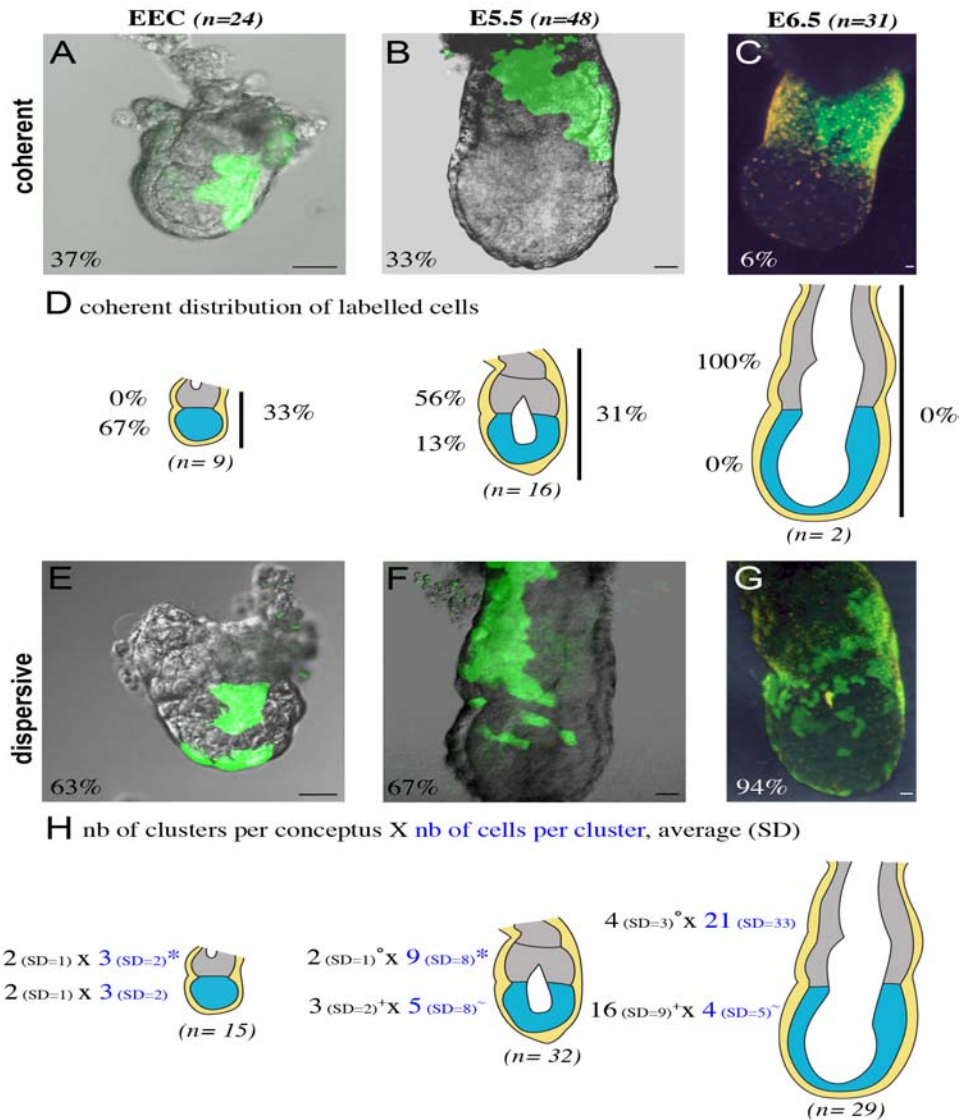 EEC (n=24) E5.5 (n=48) E6.5 (n=31)
coherent
A B C
37% 33% 6%
D coherent distribution of labelled cells
0% 33%
67%
(n= 9)
56% 31%
13%
(n= 16)
100% 0%
0%
(n= 2)
dispersive
E F G
63% 67% 94%
H nb of clusters per conceptus X nb of cells per cluster, average (SD)
2 (SD=1) x 3 (SD=2)*
2 (SD=1) x 3 (SD=2)
(n= 15)
2 (SD=1)° x 9 (SD=8)*
3 (SD=2)+ x 5 (SD=8)~
(n= 32)
4 (SD=3)° x 21 (SD=33)
16 (SD=9)+ x 4 (SD=5)~
(n= 29)